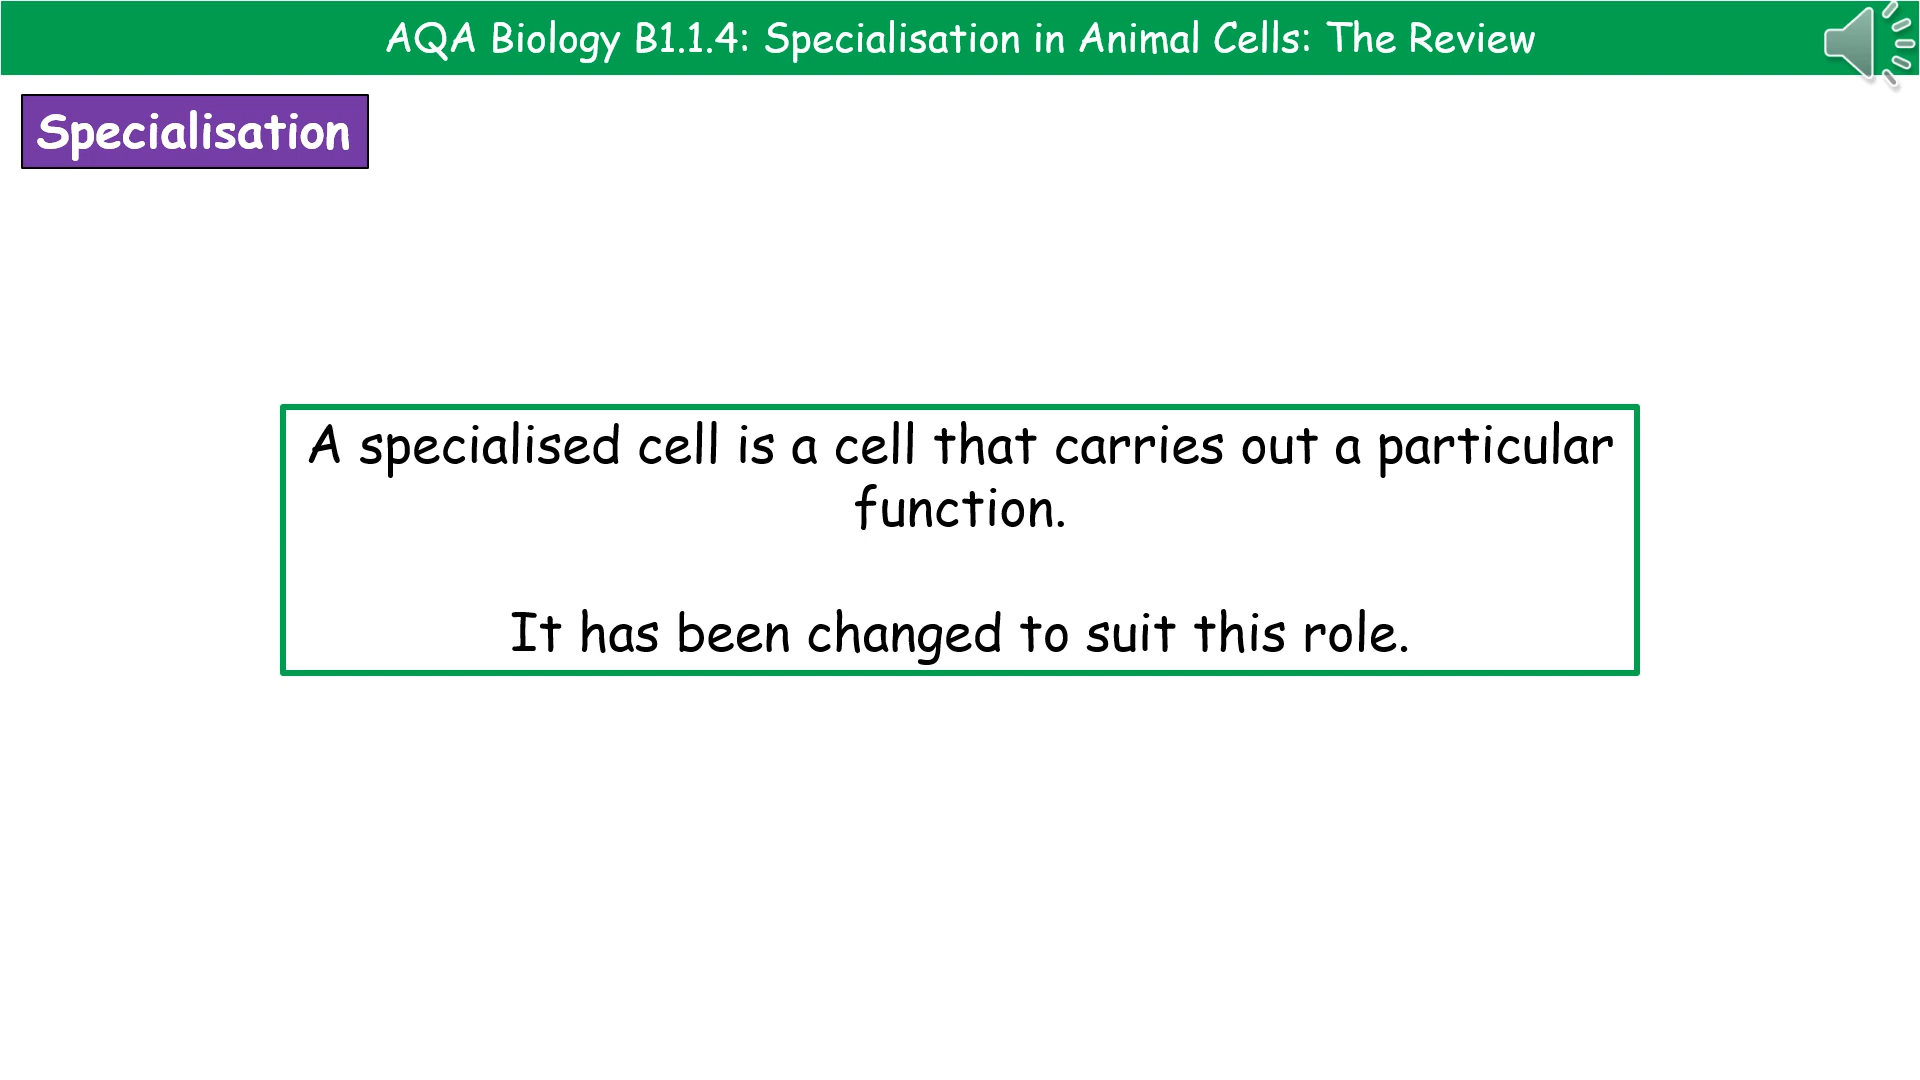 AQA Biology B1.1.4: Specialisation in Animal Cells: The Review
Specialisation
A specialised cell is a cell that carries out a particular
function.
It has been changed to suit this role.